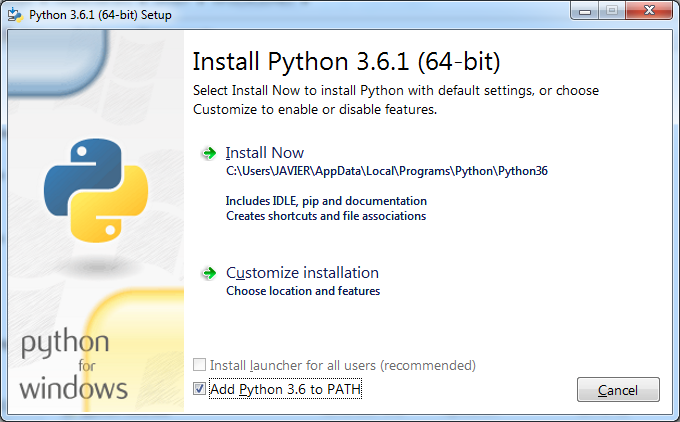 Python 3.6.1 (64-bit) Setup
Install Python 3.6.1 (64-bit)
Select Install Now to install Python with default settings, or choose
Customize to enable or disable features.
Install Now
C:\Users\JAVIER\AppData\Local\Programs\Python\Python36
Includes IDLE, pip and documentation
Creates shortcuts and file associations
Customize installation
Choose location and features
python
for
windows
Install launcher for all users (recommended)
Add Python 3.6 to PATH
Cancel